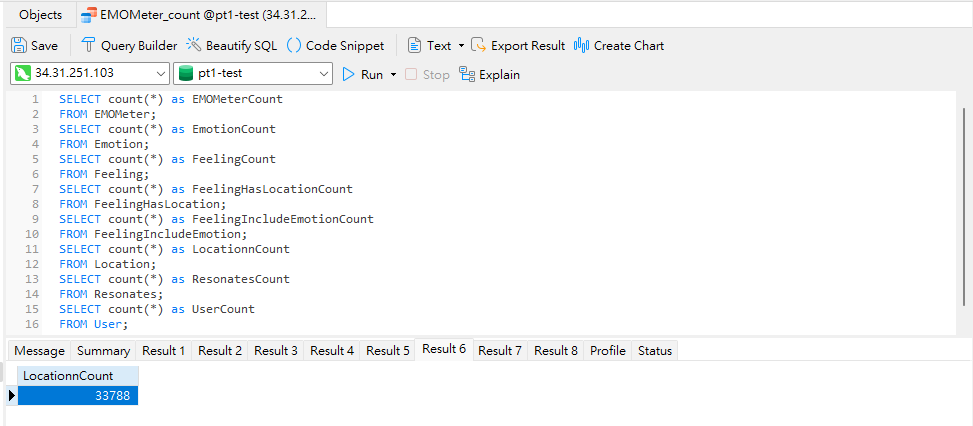 Objects EMOMeter_count @pt1-test (34.31.2...
Save Query Builder Beautify SQL () Code Snippet Text Export Result Create Chart
34.31.251.103 pt1-test Run Stop Explain
1 SELECT count(*) as EMOMeterCount
2 FROM EMOMeter;
3 SELECT count(*) as EmotionCount
4 FROM Emotion;
5 SELECT count(*) as FeelingCount
6 FROM Feeling;
7 SELECT count(*) as FeelingHasLocationCount
8 FROM FeelingHasLocation;
9 SELECT count(*) as FeelingIncludeEmotionCount
10 FROM FeelingIncludeEmotion;
11 SELECT count(*) as LocationnCount
12 FROM Location;
13 SELECT count(*) as ResonatesCount
14 FROM Resonates;
15 SELECT count(*) as UserCount
16 FROM User;
Message Summary Result 1 Result 2 Result 3 Result 4 Result 5 Result 6 Result 7 Result 8 Profile Status
LocationnCount
33788